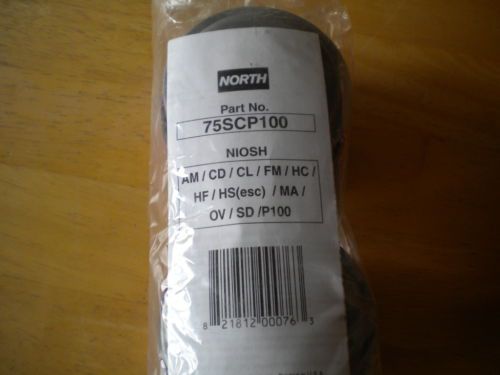 NORTH
Part No.
75SCP100
NIOSH
AM / CD / CL / FM / HC /
HF / HS(esc) / MA /
OV / SD /P100
8 21812 00076 3